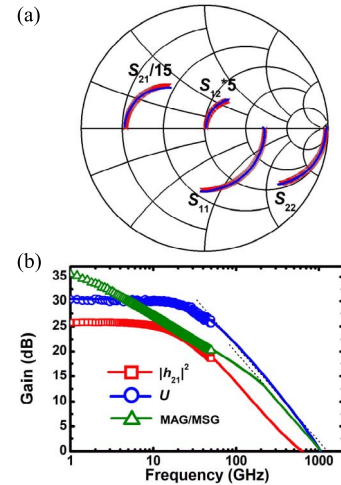 (a)
S21/15
S12*5
S11
S22
(b)
35
30
25
20
15
10
5
0
Gain (dB)
|h21|²
U
MAG/MSG
1
10
100
1000
Frequency (GHz)